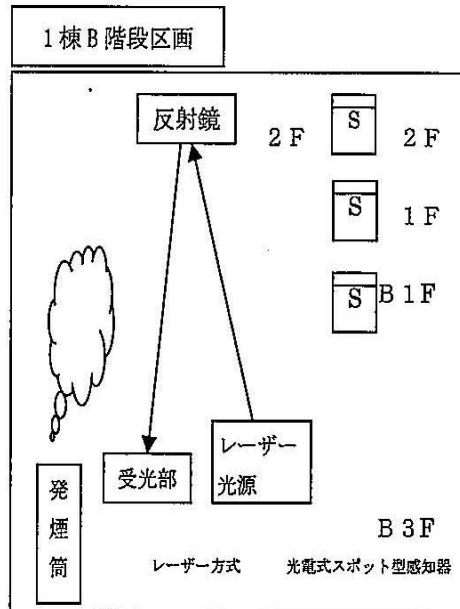 1棟B階段区画
反射鏡
2F
S
2F
S
1F
S
B1F
レーザー
光源
受光部
発煙筒
B3F
レーザー方式
光電式スポット型感知器